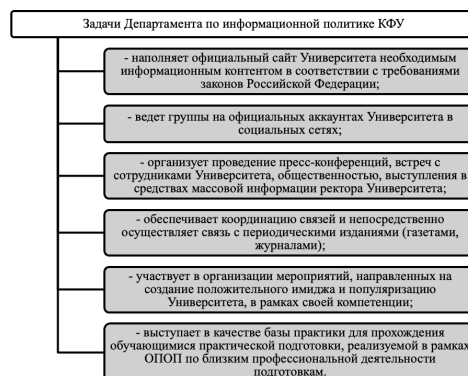 Задачи Департамента по информационной политике КФУ
- наполняет официальный сайт Университета необходимым
информационным контентом в соответствии с требованиями
законов Российской Федерации;
- ведет группы на официальных аккаунтах Университета в
социальных сетях;
- организует проведение пресс-конференций, встреч с
сотрудниками Университета, общественностью, выступления в
средствах массовой информации ректора Университета;
- обеспечивает координацию связей и непосредственно
осуществляет связь с периодическими изданиями (газетами,
журналами);
- участвует в организации мероприятий, направленных на
создание положительного имиджа и популяризацию
Университета, в рамках своей компетенции;
- выступает в качестве базы практики для прохождения
обучающимися практической подготовки, реализуемой в рамках
ОПОП по близким профессиональной деятельности
подготовкам.